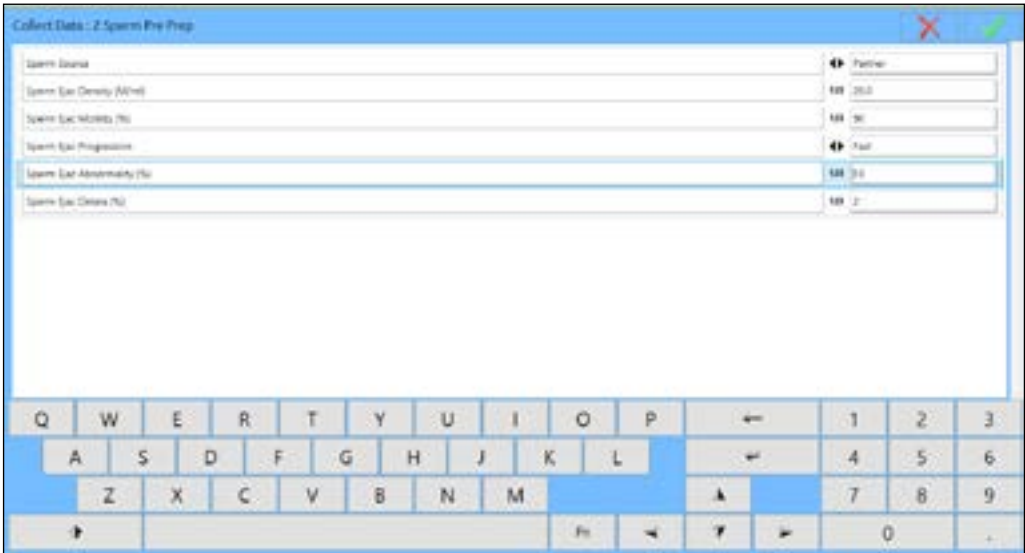 Collect Data : Z Sperm Pre Prep
Sperm Source Partner
Sperm Ejac Density (M/ml) 20.0
Sperm Ejac Motility (%) 90
Sperm Ejac Progression Fast
Sperm Ejac Abnormality (%)
Sperm Ejac Debris (%) 2
Q W E R T Y U I O P 1 2 3
A S D F G H J K L 4 5 6
Z X C V B N M 7 8 9
Fn 0 .